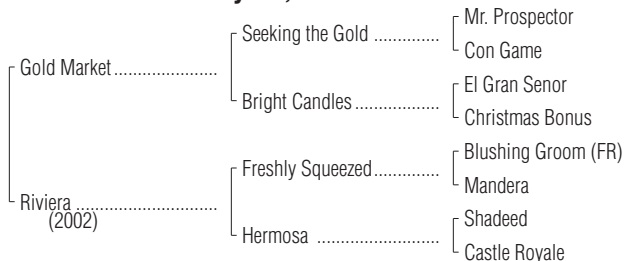 Mr. Prospector
Seeking the Gold ..............
Con Game
Gold Market......................
El Gran Senor
Bright Candles..................
Christmas Bonus
Blushing Groom (FR)
Freshly Squeezed..............
Mandera
Riviera ..............................
(2002)
Shadeed
Hermosa ..........................
Castle Royale